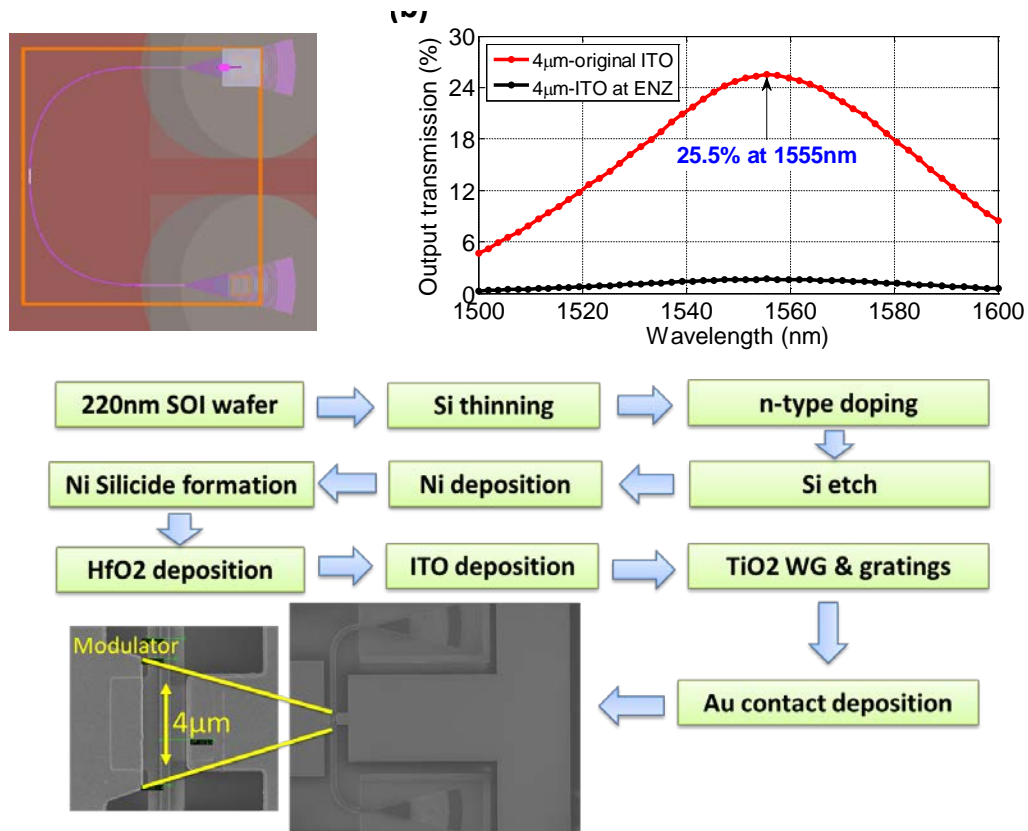 (b)
30
24
18
12
6
0
Output transmission (%)
4μm-original ITO
4μm-ITO at ENZ
25.5% at 1555nm
1500 1520 1540 1560 1580 1600
Wavelength (nm)
220nm SOI wafer
Si thinning
n-type doping
Si etch
Ni deposition
Ni Silicide formation
HfO2 deposition
ITO deposition
TiO2 WG & gratings
Au contact deposition
Modulator
4μm